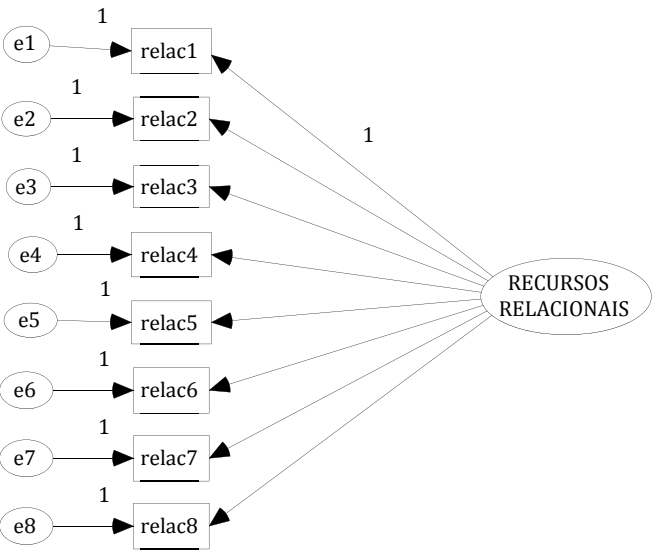 1
e1
relac1
1
e2
relac2
1
1
e3
relac3
1
e4
relac4
RECURSOS
RELACIONAIS
1
e5
relac5
1
e6
relac6
1
e7
relac7
1
e8
relac8